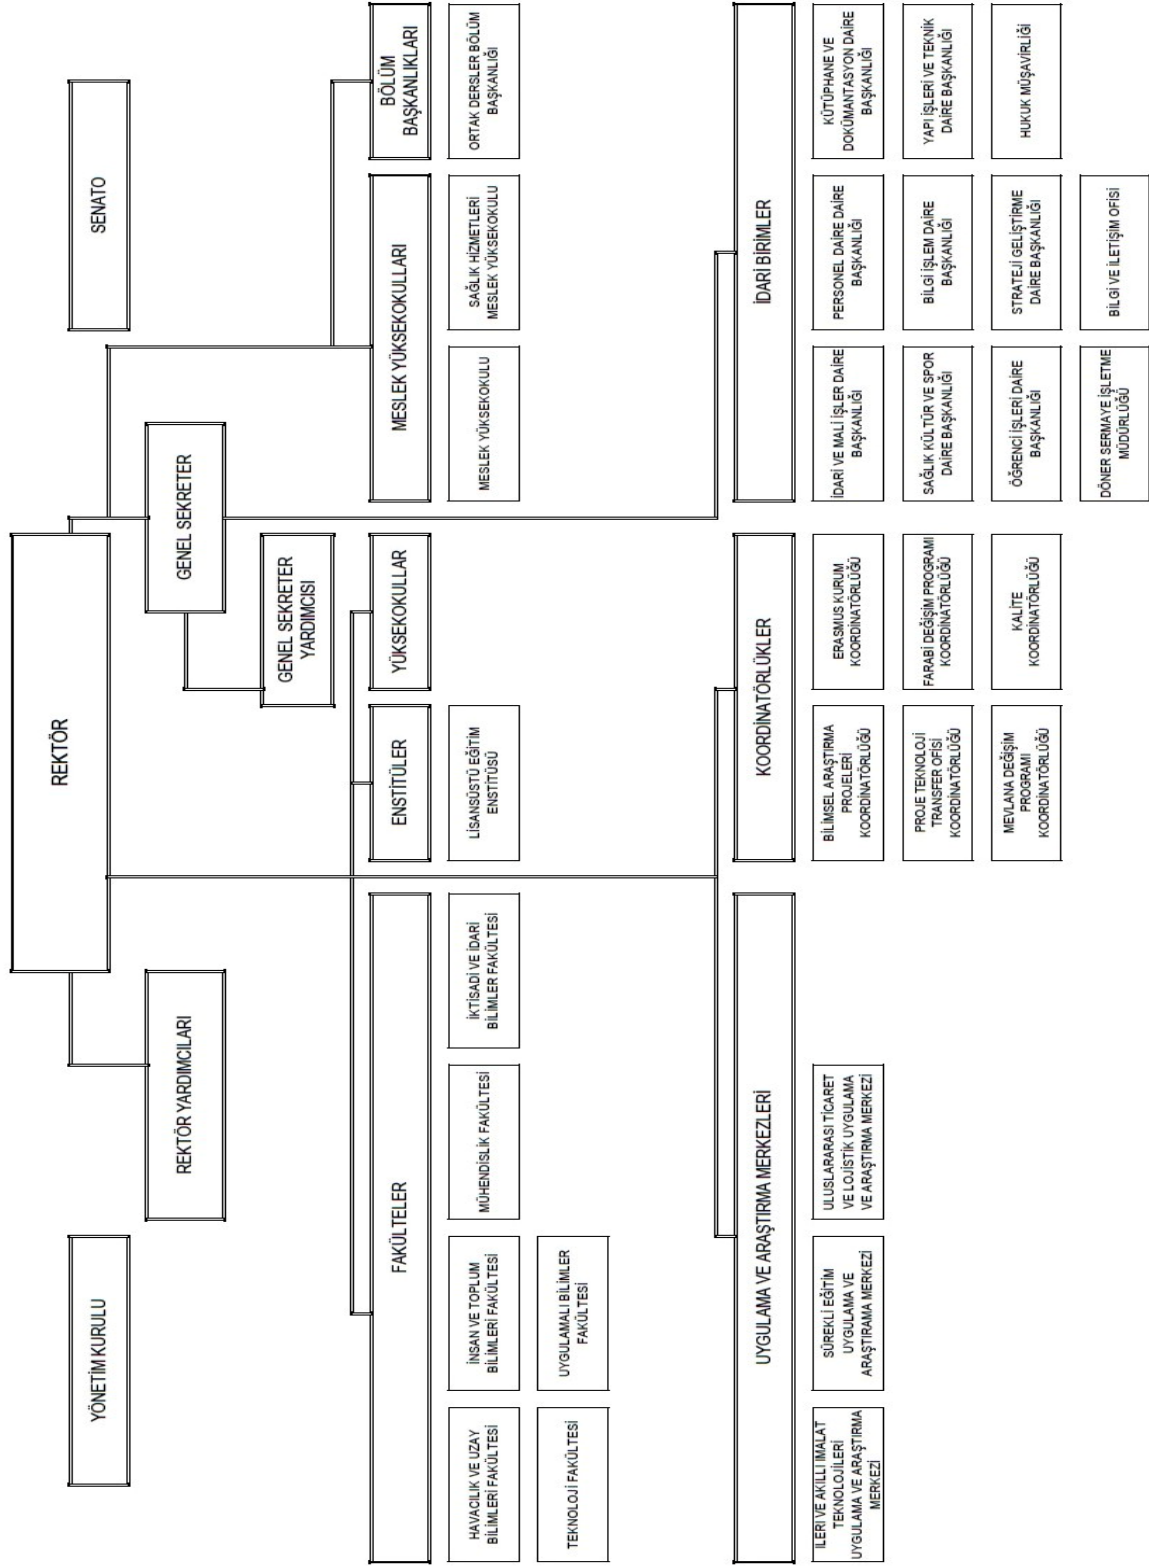 REKTÖR
YÖNETİM KURULU
SENATO
REKTÖR YARDIMCILARI
GENEL SEKRETER
GENEL SEKRETER
YARDIMCISI
FAKÜLTELER
ENSTİTÜLER
YÜKSEKOKULLAR
MESLEK YÜKSEKOKULLARI
BÖLÜM
BAŞKANLIKLARI
HAVACILIK VE UZAY
BİLİMLERİ FAKÜLTESİ
İNSAN VE TOPLUM
BİLİMLERİ FAKÜLTESİ
MÜHENDİSLİK FAKÜLTESİ
İKTİSADİ VE İDARİ
BİLİMLER FAKÜLTESİ
LİSANSÜSTÜ EĞİTİM
ENSTİTÜSÜ
MESLEK YÜKSEKOKULU
SAĞLIK HİZMETLERİ
MESLEK YÜKSEKOKULU
ORTAK DERSLER BÖLÜM
BAŞKANLIĞI
TEKNOLOJİ FAKÜLTESİ
UYGULAMALI BİLİMLER
FAKÜLTESİ
UYGULAMA VE ARAŞTIRMA MERKEZLERİ
KOORDİNATÖRLÜKLER
İDARİ BİRİMLER
İLERİ VE AKILLI İMALAT
TEKNOLOJİLERİ
UYGULAMA VE ARAŞTIRMA
MERKEZİ
SÜREKLİ EĞİTİM
UYGULAMA VE
ARAŞTIRAMA MERKEZİ
ULUSLARARASI TİCARET
VE LOJİSTİK UYGULAMA
VE ARAŞTIRMA MERKEZİ
BİLİMSEL ARAŞTIRMA
PROJELERİ
KOORDİNATÖRLÜĞÜ
ERASMUS KURUM
KOORDİNATÖRLÜĞÜ
İDARİ VE MALİ İŞLER DAİRE
BAŞKANLIĞI
PERSONEL DAİRE DAİRE
BAŞKANLIĞI
KÜTÜPHANE VE
DOKÜMANTASYON DAİRE
BAŞKANLIĞI
PROJE TEKNOLOJİ
TRANSFER OFİSİ
KOORDİNATÖRLÜĞÜ
FARABİ DEĞİŞİM PROGRAMI
KOORDİNATÖRLÜĞÜ
SAĞLIK KÜLTÜR VE SPOR
DAİRE BAŞKANLIĞI
BİLGİ İŞLEM DAİRE
BAŞKANLIĞI
YAPI İŞLERİ VE TEKNİK
DAİRE BAŞKANLIĞI
MEVLANA DEĞİŞİM
PROGRAMI
KOORDİNATÖRLÜĞÜ
KALİTE
KOORDİNATÖRLÜĞÜ
ÖĞRENCİ İŞLERİ DAİRE
BAŞKANLIĞI
STRATEJİ GELİŞTİRME
DAİRE BAŞKANLIĞI
HUKUK MÜŞAVİRLİĞİ
DÖNER SERMAYE İŞLETME
MÜDÜRLÜĞÜ
BİLGİ VE İLETİŞİM OFİSİ